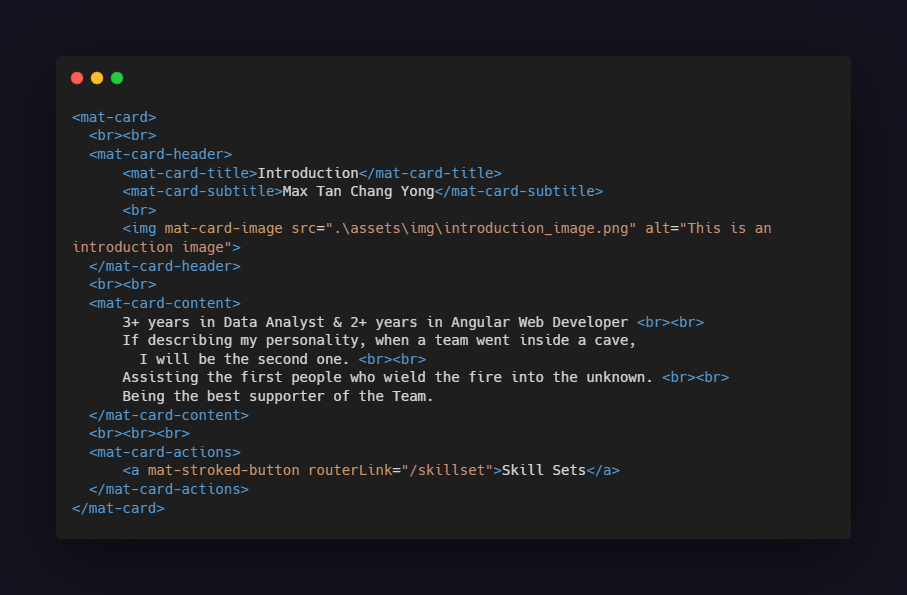 <mat-card>
  <br><br>
  <mat-card-header>
      <mat-card-title>Introduction</mat-card-title>
      <mat-card-subtitle>Max Tan Chang Yong</mat-card-subtitle>
      <br>
      <img mat-card-image src=".\assets\img\introduction_image.png" alt="This is an
introduction image">
  </mat-card-header>
  <br><br>
  <mat-card-content>
      3+ years in Data Analyst & 2+ years in Angular Web Developer <br><br>
      If describing my personality, when a team went inside a cave,
        I will be the second one. <br><br>
      Assisting the first people who wield the fire into the unknown. <br><br>
      Being the best supporter of the Team.
  </mat-card-content>
  <br><br><br>
  <mat-card-actions>
      <a mat-stroked-button routerLink="/skillset">Skill Sets</a>
  </mat-card-actions>
</mat-card>